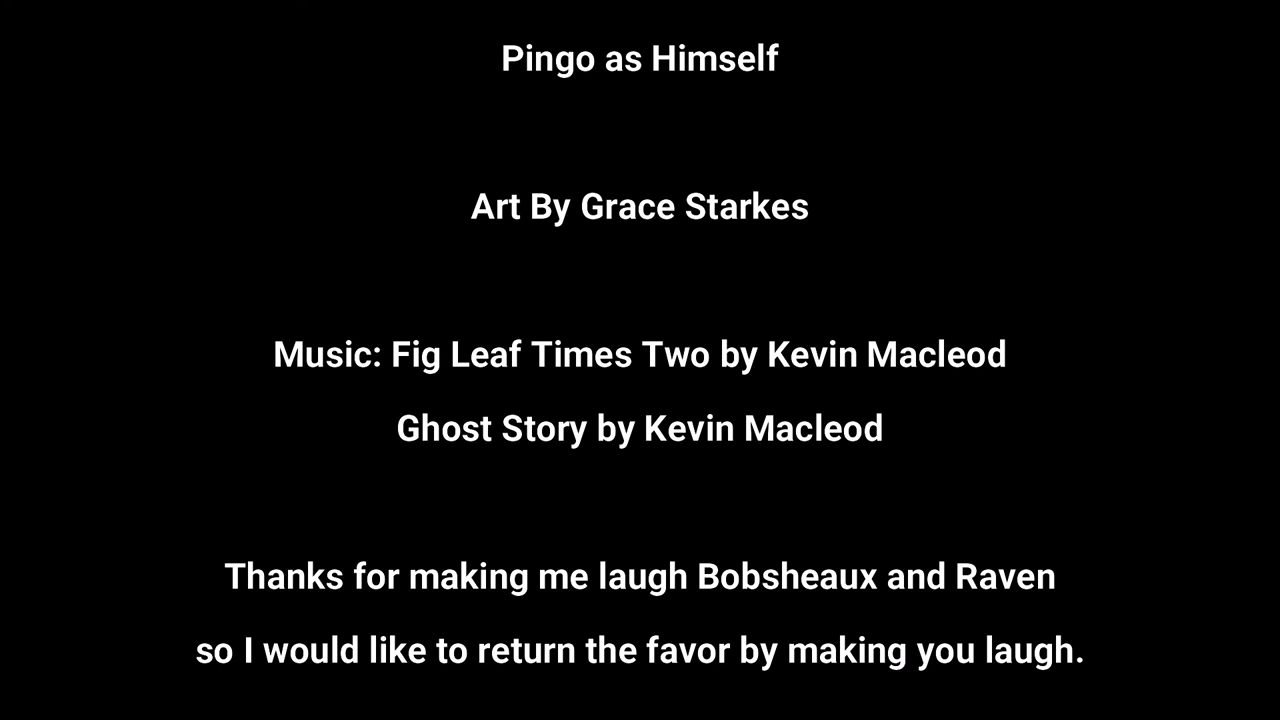 Pingo as Himself
Art By Grace Starkes
Music: Fig Leaf Times Two by Kevin Macleod
Ghost Story by Kevin Macleod
Thanks for making me laugh Bobsheaux and Raven
so I would like to return the favor by making you laugh.